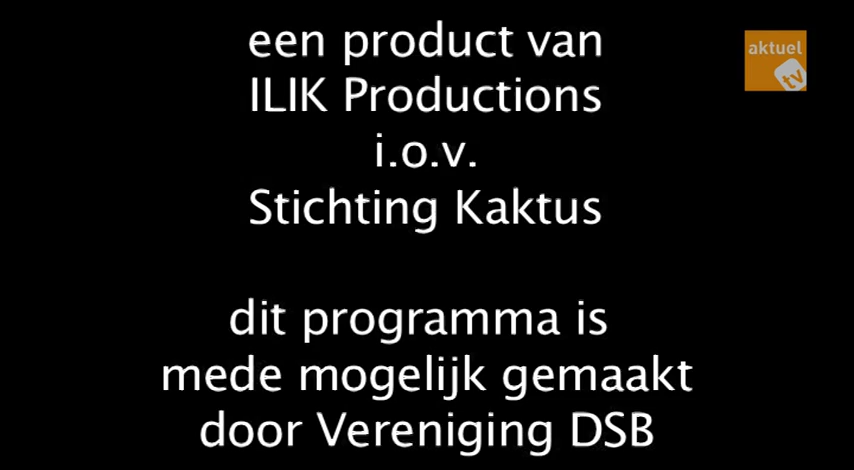 een product van
aktuel
tv
ILIK Productions
i.o.v.
Stichting Kaktus
dit programma is
mede mogelijk gemaakt
door Vereniging DSB